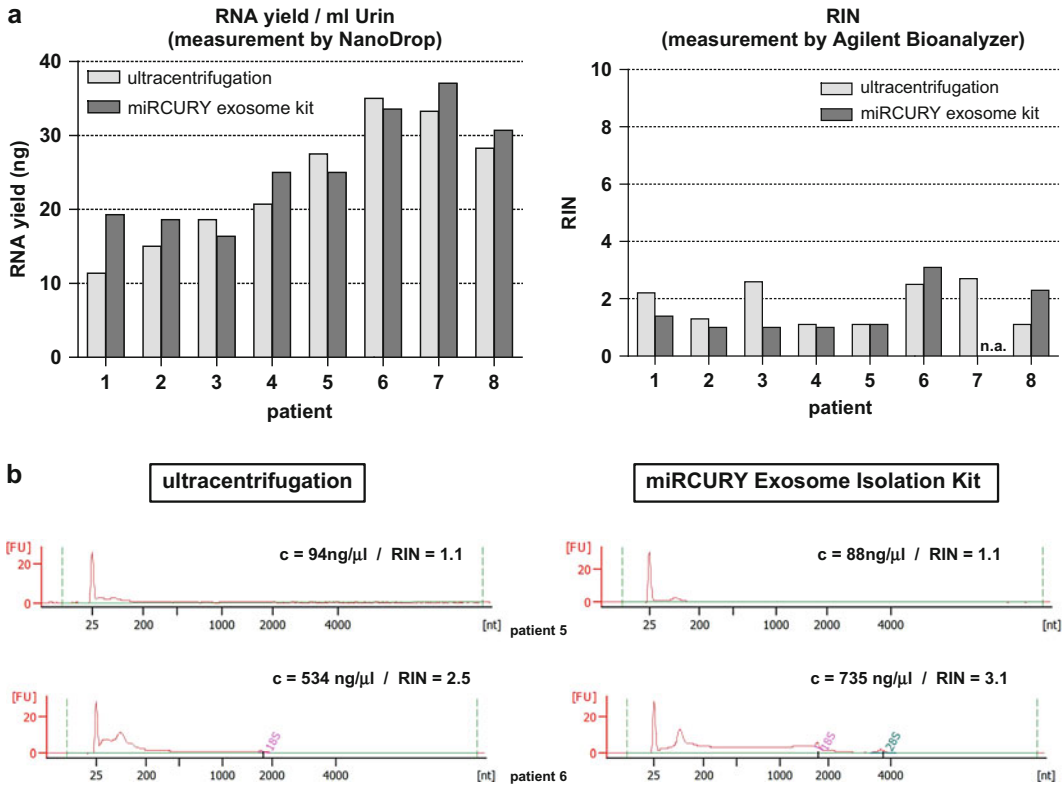 a
RNA yield / ml Urin
(measurement by NanoDrop)
RNA yield (ng)
40
30
20
10
0
ultracentrifugation
miRCURY exosome kit
1 2 3 4 5 6 7 8
patient
RIN
(measurement by Agilent Bioanalyzer)
RIN
10
8
6
4
2
0
ultracentrifugation
miRCURY exosome kit
n.a.
1 2 3 4 5 6 7 8
patient
b
ultracentrifugation
miRCURY Exosome Isolation Kit
[FU]
20
0
c = 94ng/μl / RIN = 1.1
25 200 1000 2000 4000 [nt]
patient 5
[FU]
20
0
c = 88ng/μl / RIN = 1.1
25 200 1000 2000 4000 [nt]
[FU]
20
0
c = 534 ng/μl / RIN = 2.5
18S
25 200 1000 2000 4000 [nt]
patient 6
[FU]
20
0
c = 735 ng/μl / RIN = 3.1
18S
28S
25 200 1000 2000 4000 [nt]